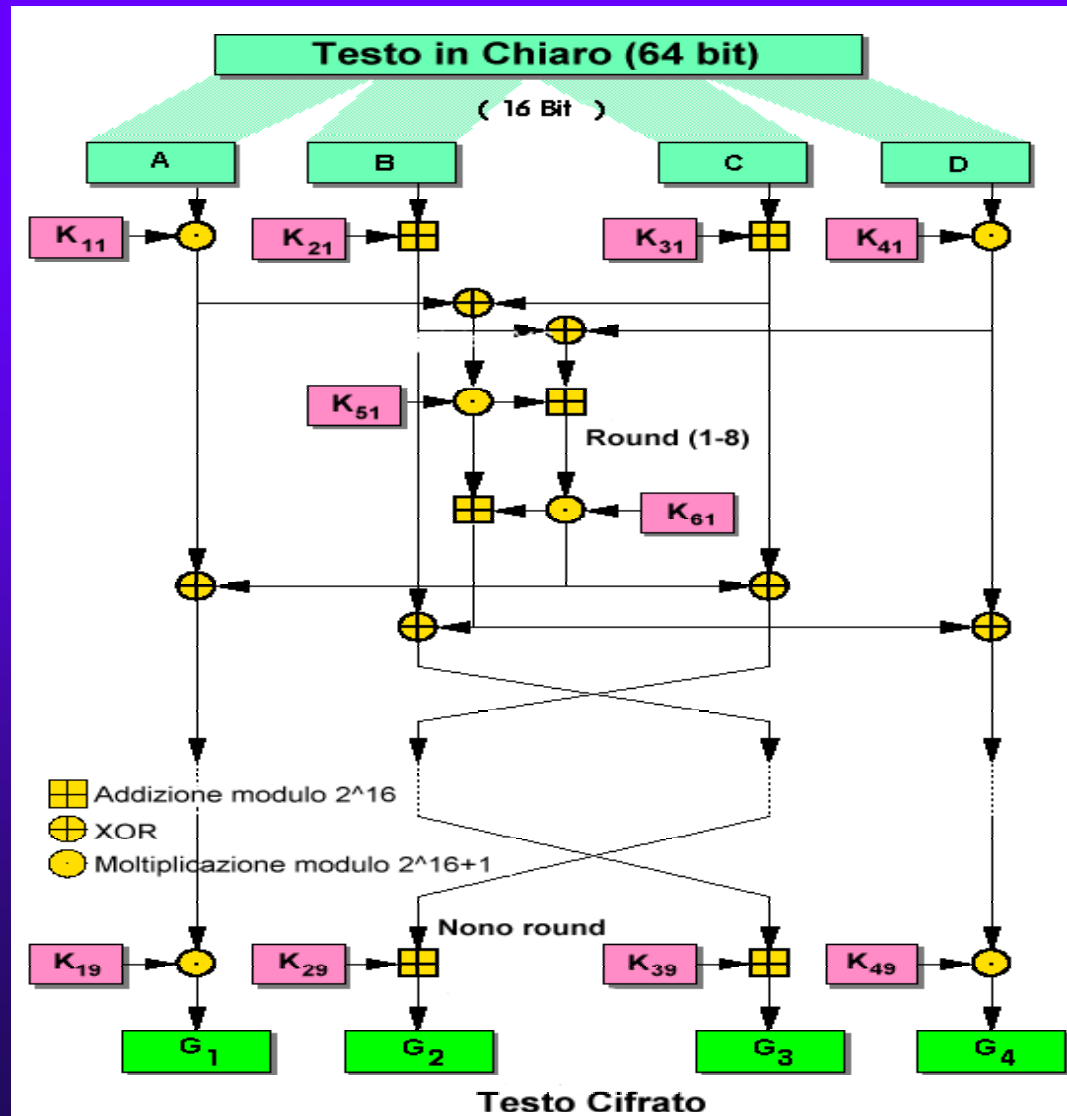 Testo in Chiaro (64 bit)
( 16 Bit )
A B C D
K11 K21 K31 K41
K51
Round (1-8)
K61
Addizione modulo 2^16
XOR
Moltiplicazione modulo 2^16+1
Nono round
K19 K29 K39 K49
G1 G2 G3 G4
Testo Cifrato